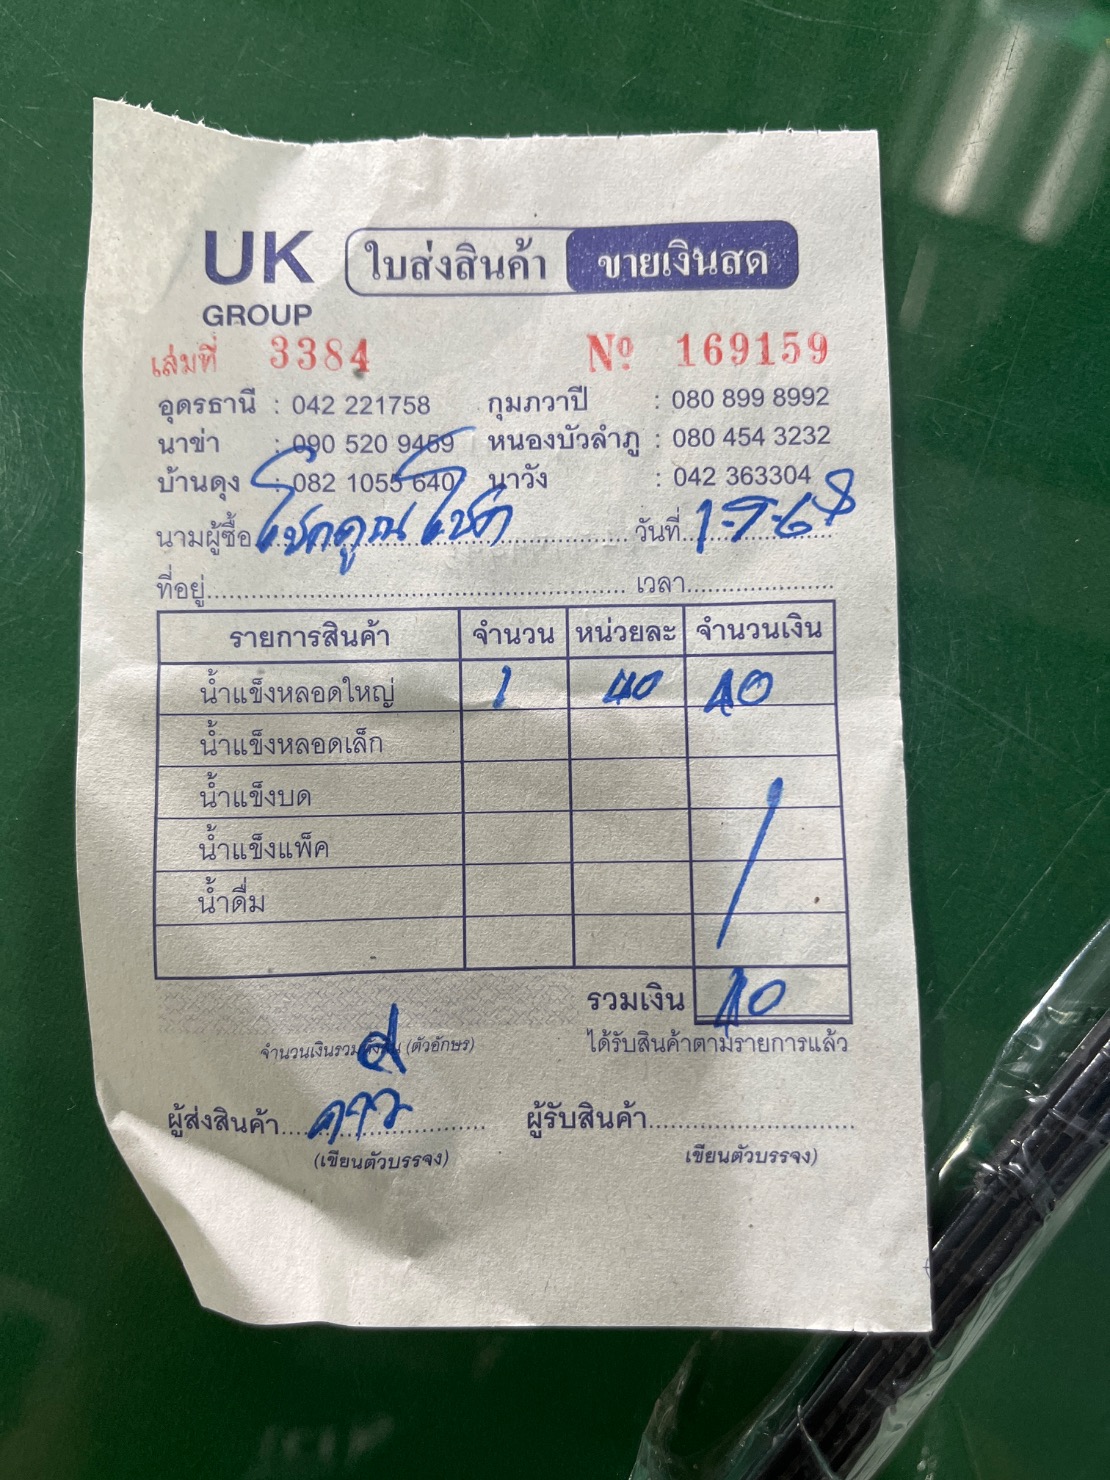 UK
GROUP
ใบส่งสินค้า ขายเงินสด
เล่มที่ 3384 Nº 169159
อุดรธานี : 042 221758 กุมภวาปี : 080 899 8992
นาข่า : 090 520 9459 หนองบัวลำภู : 080 454 3232
บ้านดุง : 082 1055 640 นาวัง : 042 363304
นามผู้ซื้อ โชคคูณโชค วันที่ 1-7-68
ที่อยู่ เวลา
รายการสินค้า จำนวน หน่วยละ จำนวนเงิน
น้ำแข็งหลอดใหญ่ 1 40 40
น้ำแข็งหลอดเล็ก
น้ำแข็งบด
น้ำแข็งแพ็ค
น้ำดื่ม
รวมเงิน 40
จำนวนเงินรวมทั้งสิ้น (ตัวอักษร) ได้รับสินค้าตามรายการแล้ว
ผู้ส่งสินค้า ผู้รับสินค้า
(เขียนตัวบรรจง) (เขียนตัวบรรจง)